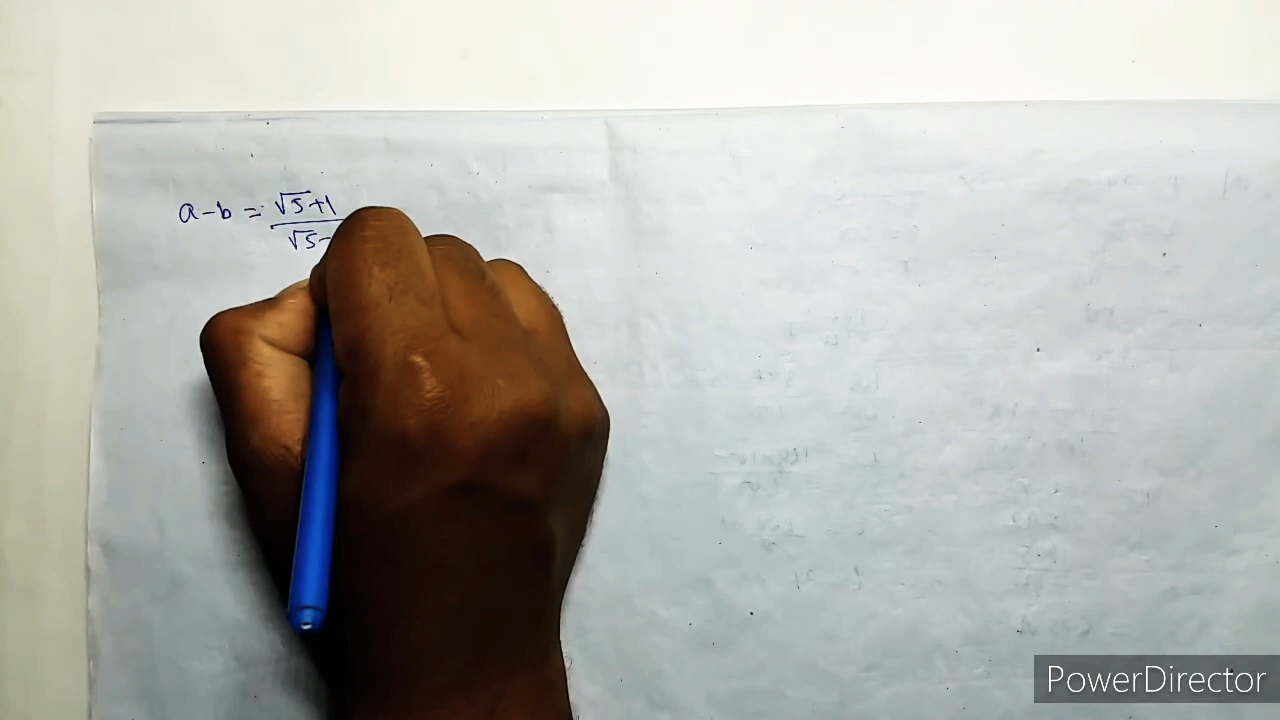 a-b = √5+1
√5-
PowerDirector